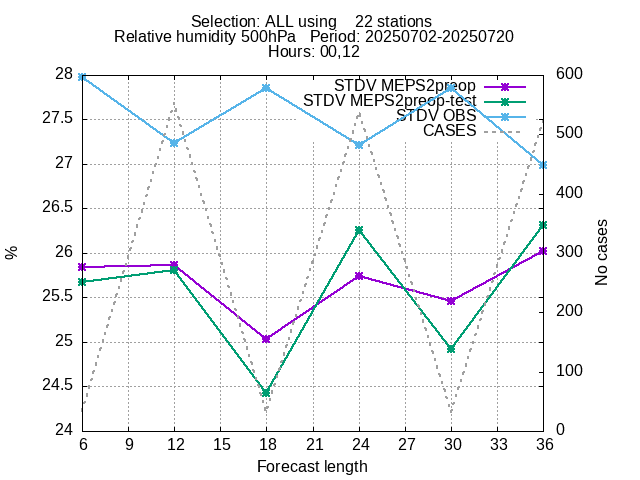 Selection: ALL using    22 stations
Relative humidity 500hPa   Period: 20250702-20250720
Hours: 00,12
STDV MEPS2preop
STDV MEPS2preop-test
STDV OBS
CASES
%
28
27.5
27
26.5
26
25.5
25
24.5
24
600
500
400
300
200
100
0
No cases
6 9 12 15 18 21 24 27 30 33 36
Forecast length